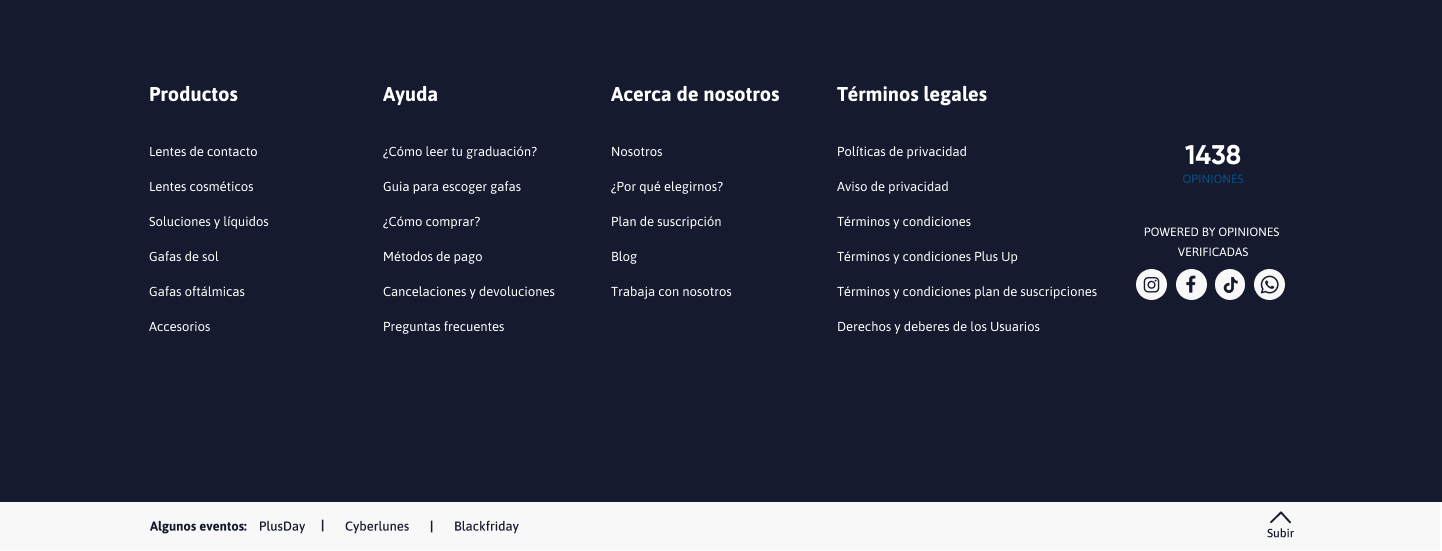 Productos
Lentes de contacto
Lentes cosméticos
Soluciones y líquidos
Gafas de sol
Gafas oftálmicas
Accesorios
Ayuda
¿Cómo leer tu graduación?
Guia para escoger gafas
¿Cómo comprar?
Métodos de pago
Cancelaciones y devoluciones
Preguntas frecuentes
Acerca de nosotros
Nosotros
¿Por qué elegirnos?
Plan de suscripción
Blog
Trabaja con nosotros
Términos legales
Políticas de privacidad
Aviso de privacidad
Términos y condiciones
Términos y condiciones Plus Up
Términos y condiciones plan de suscripciones
Derechos y deberes de los Usuarios
1438
OPINIONES
POWERED BY OPINIONES
VERIFICADAS
Algunos eventos: PlusDay | Cyberlunes | Blackfriday
Subir